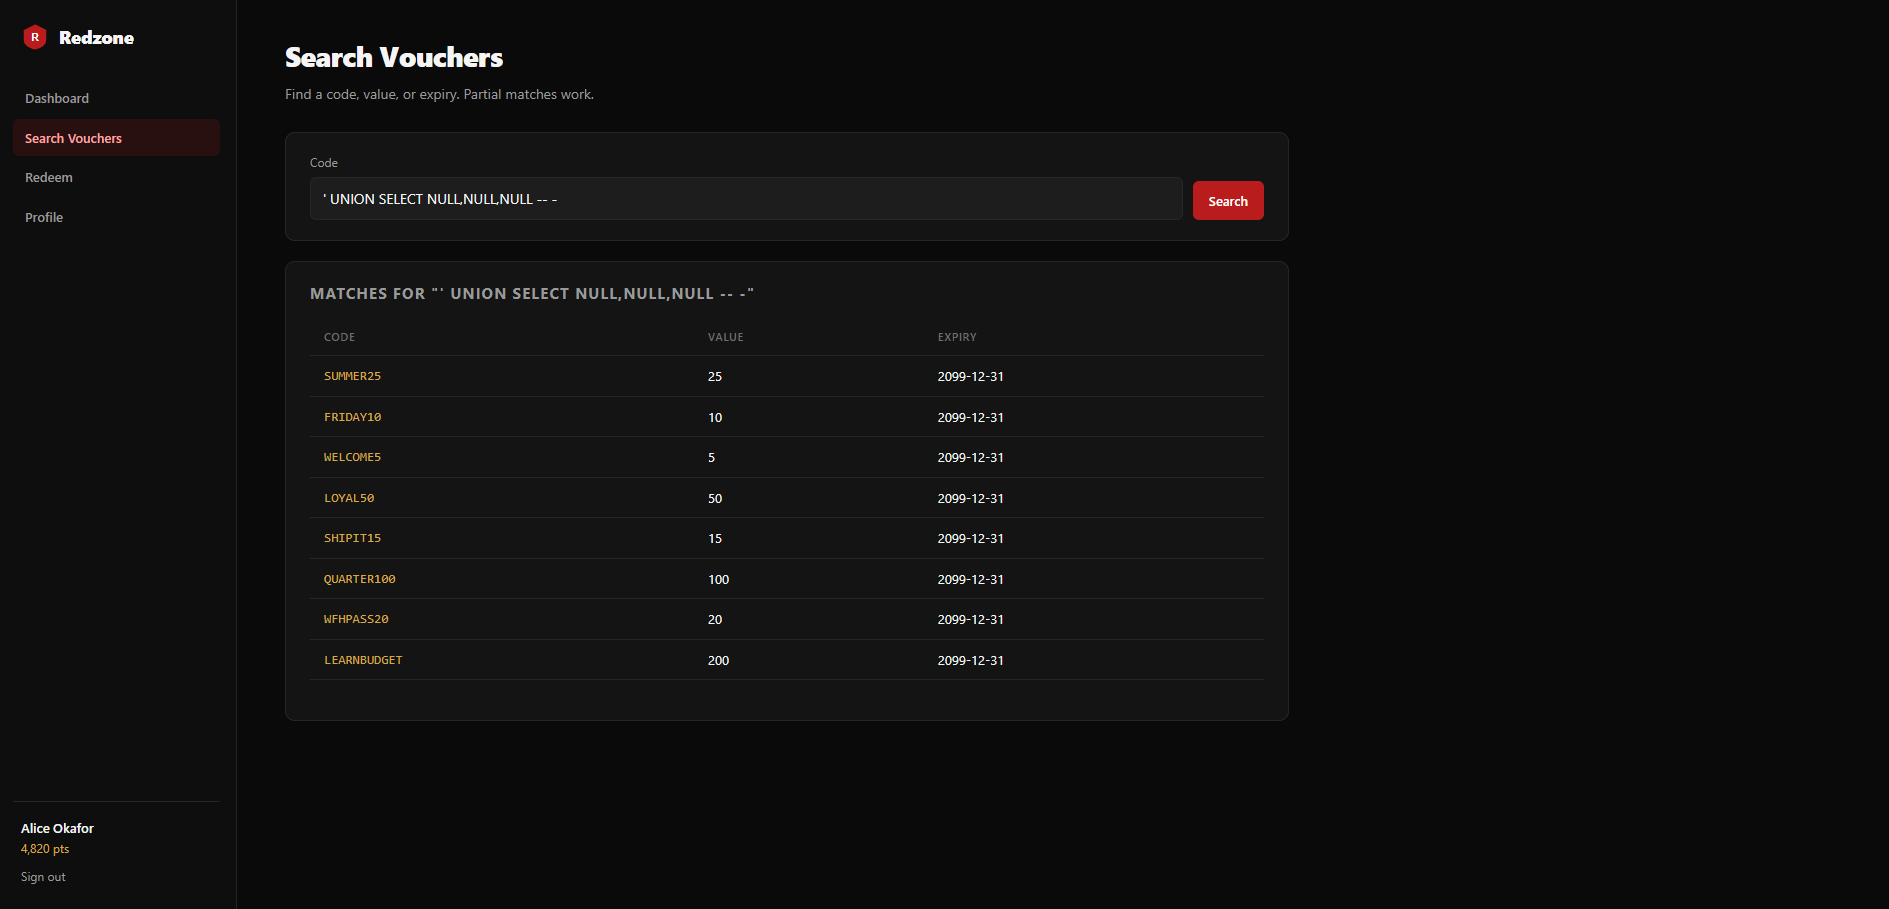 R Redzone
Dashboard
Search Vouchers
Redeem
Profile
Alice Okafor
4,820 pts
Sign out
Search Vouchers
Find a code, value, or expiry. Partial matches work.
Code
' UNION SELECT NULL,NULL,NULL -- -
Search
MATCHES FOR "' UNION SELECT NULL,NULL,NULL -- -"
CODE VALUE EXPIRY
SUMMER25 25 2099-12-31
FRIDAY10 10 2099-12-31
WELCOME5 5 2099-12-31
LOYAL50 50 2099-12-31
SHIPIT15 15 2099-12-31
QUARTER100 100 2099-12-31
WFHPASS20 20 2099-12-31
LEARNBUDGET 200 2099-12-31